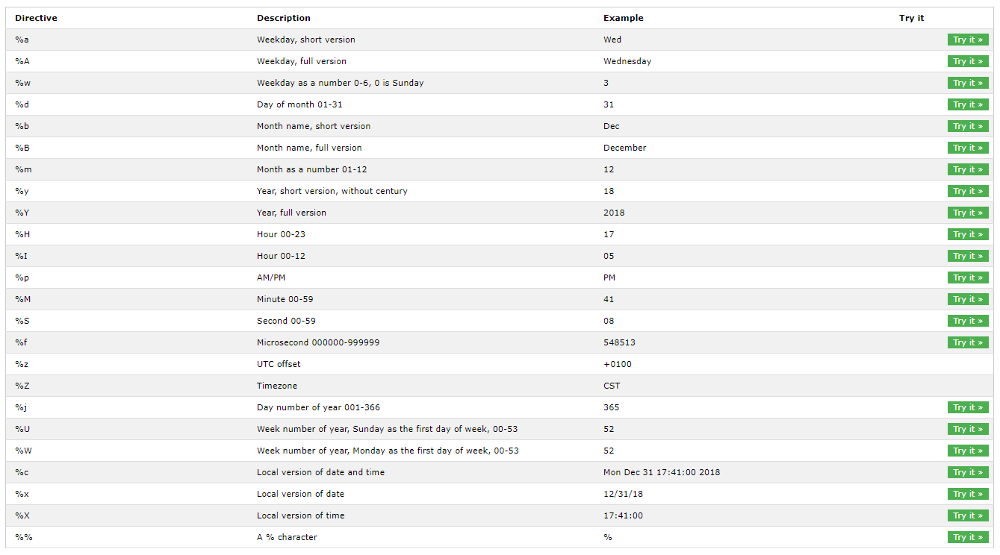 Directive Description Example Try it
%a Weekday, short version Wed Try it »
%A Weekday, full version Wednesday Try it »
%w Weekday as a number 0-6, 0 is Sunday 3 Try it »
%d Day of month 01-31 31 Try it »
%b Month name, short version Dec Try it »
%B Month name, full version December Try it »
%m Month as a number 01-12 12 Try it »
%y Year, short version, without century 18 Try it »
%Y Year, full version 2018 Try it »
%H Hour 00-23 17 Try it »
%I Hour 00-12 05 Try it »
%p AM/PM PM Try it »
%M Minute 00-59 41 Try it »
%S Second 00-59 08 Try it »
%f Microsecond 000000-999999 548513 Try it »
%z UTC offset +0100
%Z Timezone CST
%j Day number of year 001-366 365 Try it »
%U Week number of year, Sunday as the first day of week, 00-53 52 Try it »
%W Week number of year, Monday as the first day of week, 00-53 52 Try it »
%c Local version of date and time Mon Dec 31 17:41:00 2018 Try it »
%x Local version of date 12/31/18 Try it »
%X Local version of time 17:41:00 Try it »
%% A % character % Try it »